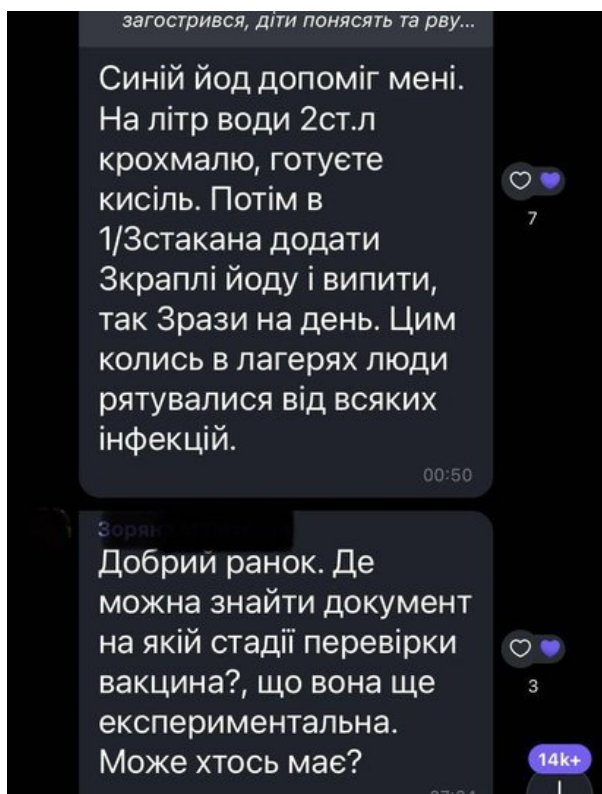 загострився, діти понясять та рву...
Синій йод допоміг мені.
На літр води 2ст.л
крохмалю, готуєте
кисіль. Потім в
1/3стакана додати
3краплі йоду і випити,
так 3рази на день. Цим
колись в лагерях люди
рятувалися від всяких
інфекцій.
7
00:50
Зорян
Добрий ранок. Де
можна знайти документ
на якій стадії перевірки
вакцина?, що вона ще
експериментальна.
Може хтось має?
3
14k+